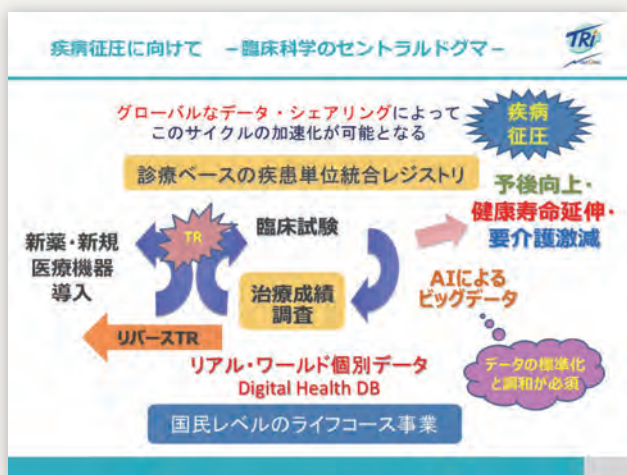 疾病征圧に向けて －臨床科学のセントラルドグマ－
TRi
グローバルなデータ・シェアリングによって
このサイクルの加速化が可能となる
疾病
征圧
診療ベースの疾患単位統合レジストリ
予後向上・
健康寿命延伸・
要介護激減
新薬・新規
医療機器
導入
TR
臨床試験
治療成績
調査
AIによる
ビッグデータ
リバースTR
リアル・ワールド個別データ
Digital Health DB
データの標準化
と調和が必須
国民レベルのライフコース事業